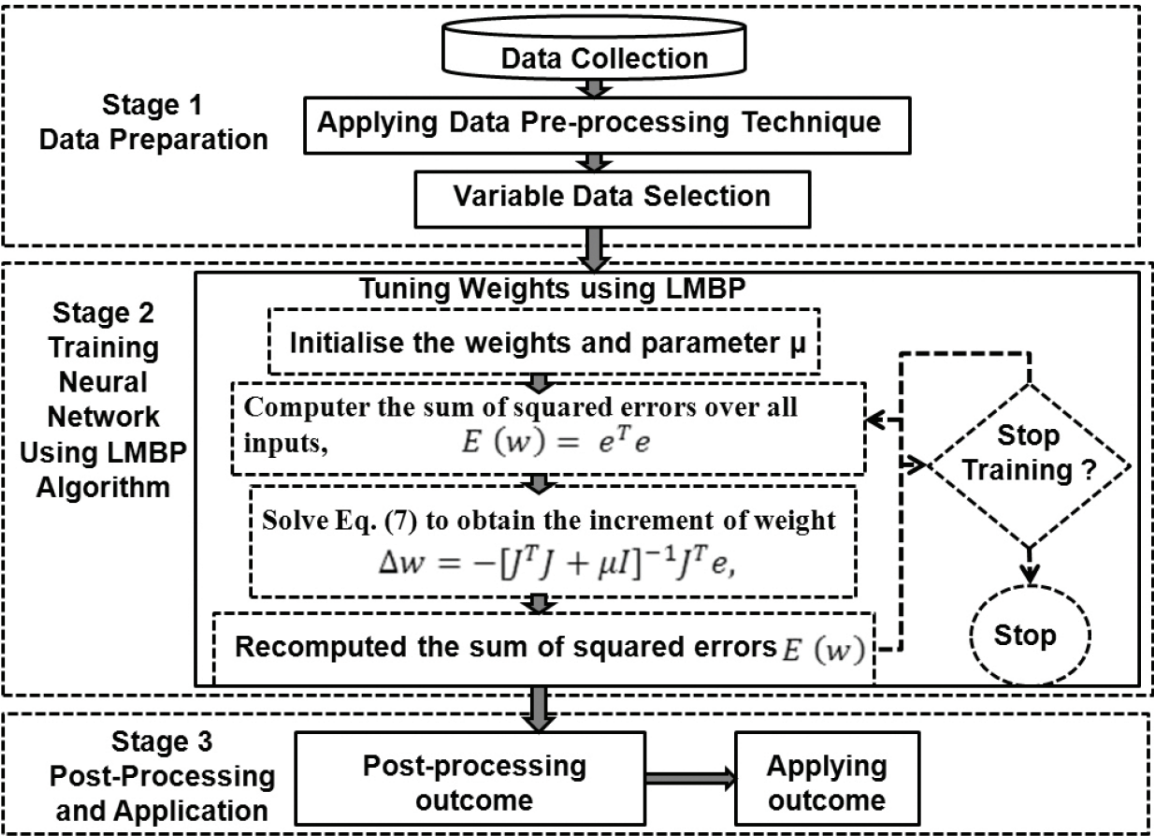 Stage 1
Data Preparation
Data Collection
Applying Data Pre-processing Technique
Variable Data Selection
Stage 2
Training
Neural
Network
Using LMBP
Algorithm
Tuning Weights using LMBP
Initialise the weights and parameter μ
Computer the sum of squared errors over all
inputs, E (w) = eᵀe
Solve Eq. (7) to obtain the increment of weight
Δw = −[JᵀJ + μI]⁻¹Jᵀe,
Recomputed the sum of squared errors E (w)
Stop
Training ?
Stop
Stage 3
Post-Processing
and Application
Post-processing
outcome
Applying
outcome